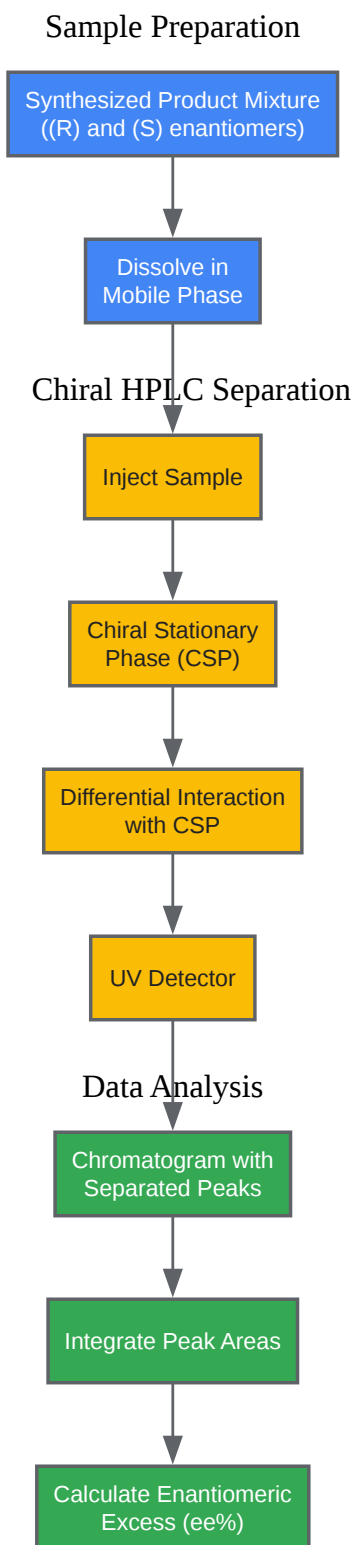 Sample Preparation
Synthesized Product Mixture
((R) and (S) enantiomers)
Dissolve in
Mobile Phase
Chiral HPLC Separation
Inject Sample
Chiral Stationary
Phase (CSP)
Differential Interaction
with CSP
UV Detector
Data Analysis
Chromatogram with
Separated Peaks
Integrate Peak Areas
Calculate Enantiomeric
Excess (ee%)